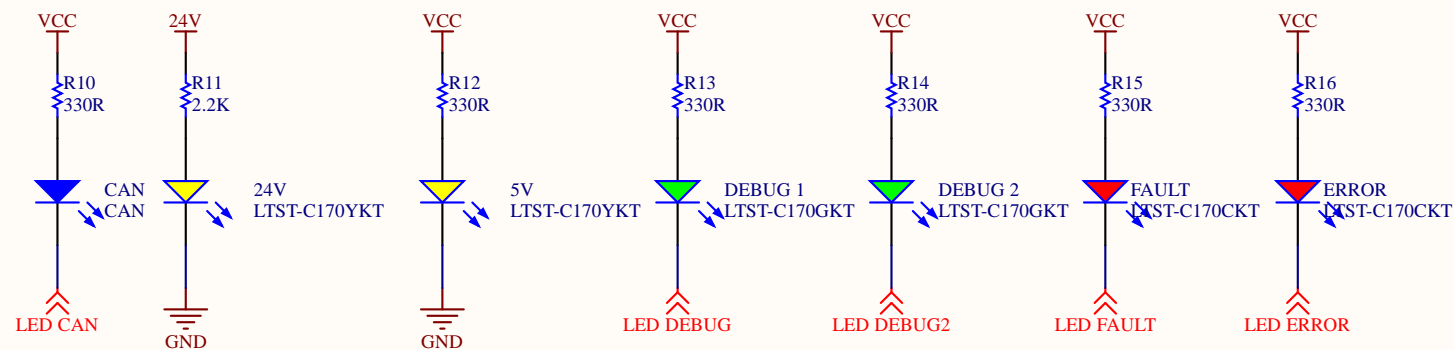 VCC
24V
VCC
VCC
VCC
VCC
VCC
R10
330R
R11
2.2K
R12
330R
R13
330R
R14
330R
R15
330R
R16
330R
CAN
CAN
24V
LTST-C170YKT
5V
LTST-C170YKT
DEBUG 1
LTST-C170GKT
DEBUG 2
LTST-C170GKT
FAULT
LTST-C170CKT
ERROR
LTST-C170CKT
LED CAN
GND
GND
LED DEBUG
LED DEBUG2
LED FAULT
LED ERROR